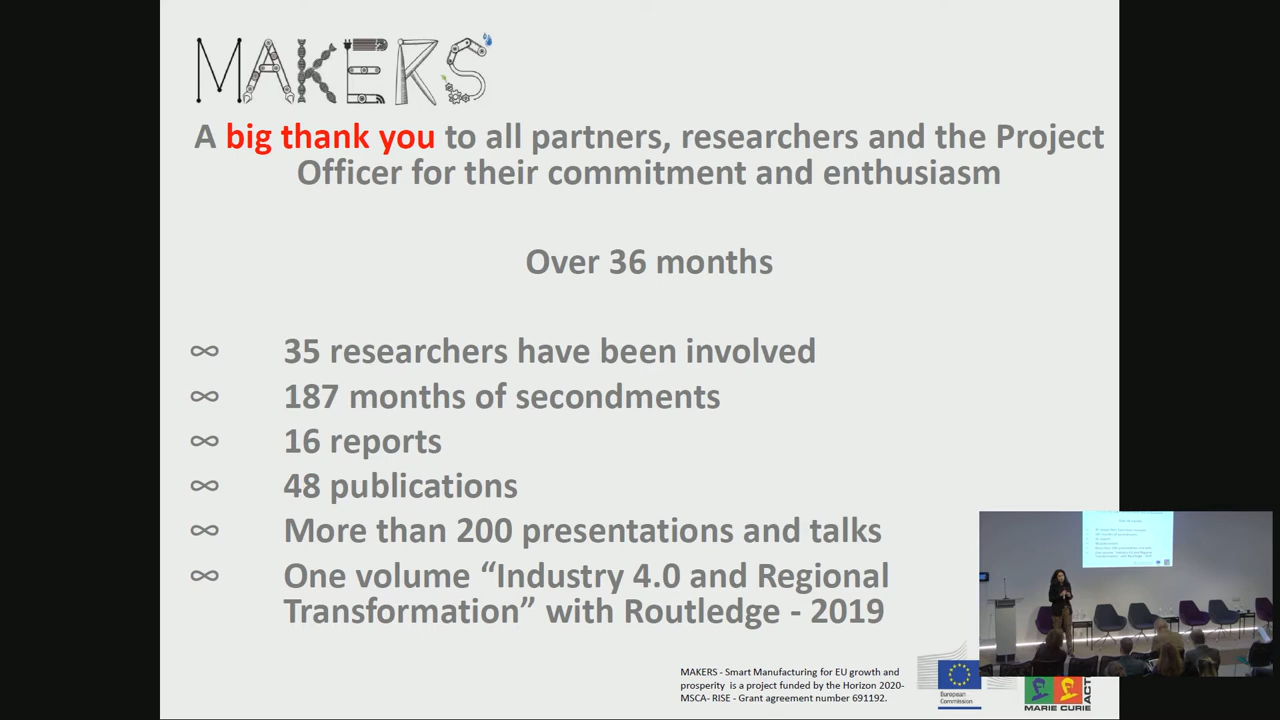 MAKERS
A big thank you to all partners, researchers and the Project
Officer for their commitment and enthusiasm
Over 36 months
∞ 35 researchers have been involved
∞ 187 months of secondments
∞ 16 reports
∞ 48 publications
∞ More than 200 presentations and talks
∞ One volume “Industry 4.0 and Regional
Transformation” with Routledge - 2019
MAKERS - Smart Manufacturing for EU growth and
prosperity is a project funded by the Horizon 2020-
MSCA- RISE - Grant agreement number 691192.
European
Commission
MARIE CURIE